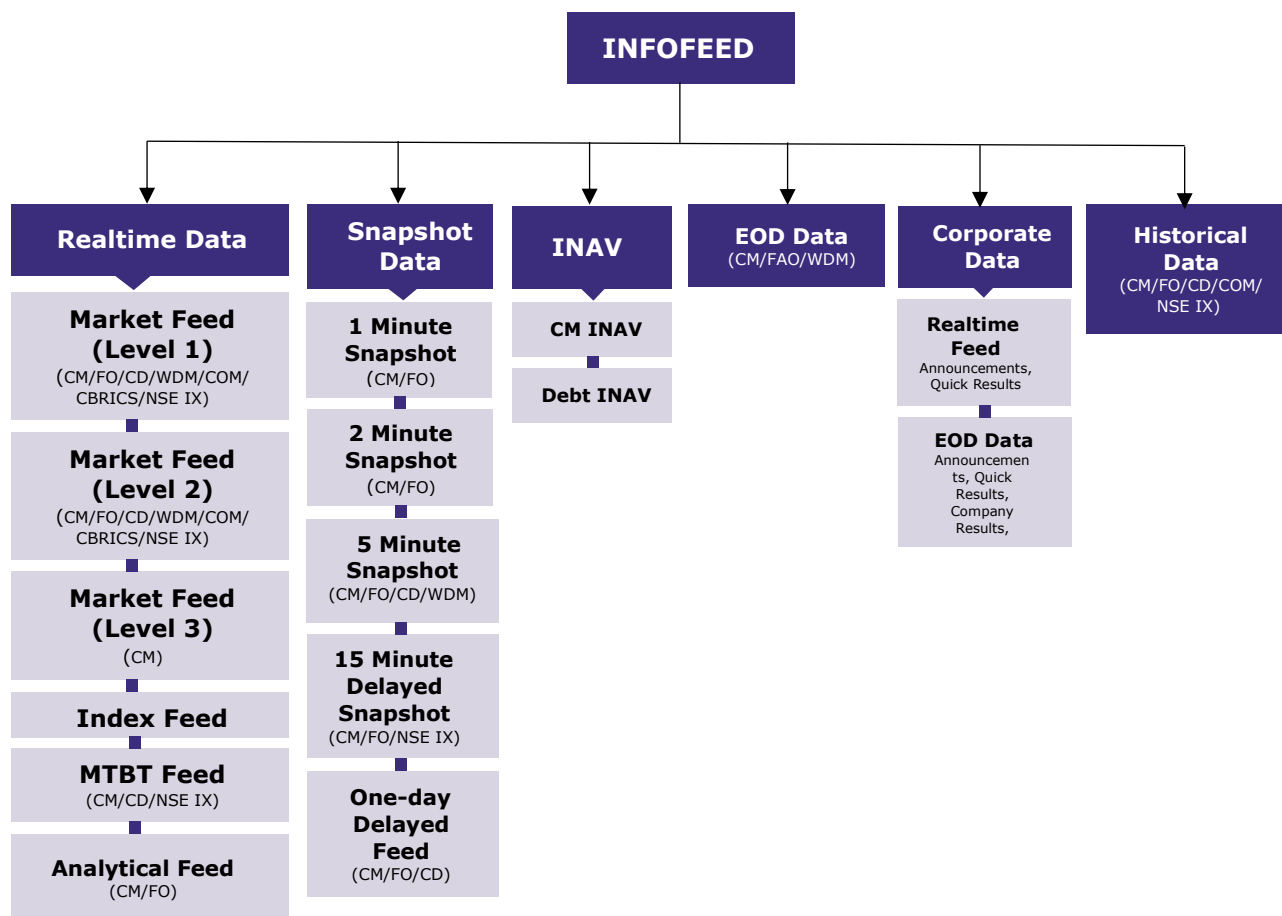 INFOFEED
Realtime Data
Market Feed
(Level 1)
(CM/FO/CD/WDM/COM/
CBRICS/NSE IX)
Market Feed
(Level 2)
(CM/FO/CD/WDM/COM/
CBRICS/NSE IX)
Market Feed
(Level 3)
(CM)
Index Feed
MTBT Feed
(CM/CD/NSE IX)
Analytical Feed
(CM/FO)
Snapshot
Data
1 Minute
Snapshot
(CM/FO)
2 Minute
Snapshot
(CM/FO)
5 Minute
Snapshot
(CM/FO/CD/WDM)
15 Minute
Delayed
Snapshot
(CM/FO/NSE IX)
One-day
Delayed
Feed
(CM/FO/CD)
INAV
CM INAV
Debt INAV
EOD Data
(CM/FAO/WDM)
Corporate
Data
Realtime
Feed
Announcements,
Quick Results
EOD Data
Announcemen
ts, Quick
Results,
Company
Results,
Historical
Data
(CM/FO/CD/COM/
NSE IX)